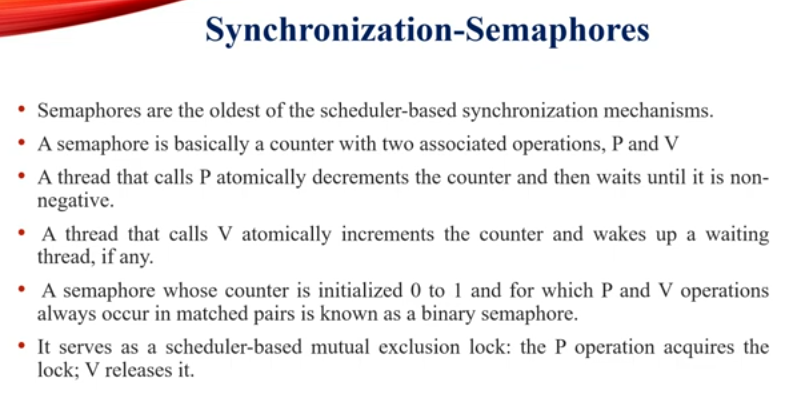 Synchronization-Semaphores
• Semaphores are the oldest of the scheduler-based synchronization mechanisms.
• A semaphore is basically a counter with two associated operations, P and V
• A thread that calls P atomically decrements the counter and then waits until it is non-
negative.
• A thread that calls V atomically increments the counter and wakes up a waiting
thread, if any.
• A semaphore whose counter is initialized 0 to 1 and for which P and V operations
always occur in matched pairs is known as a binary semaphore.
• It serves as a scheduler-based mutual exclusion lock: the P operation acquires the
lock; V releases it.